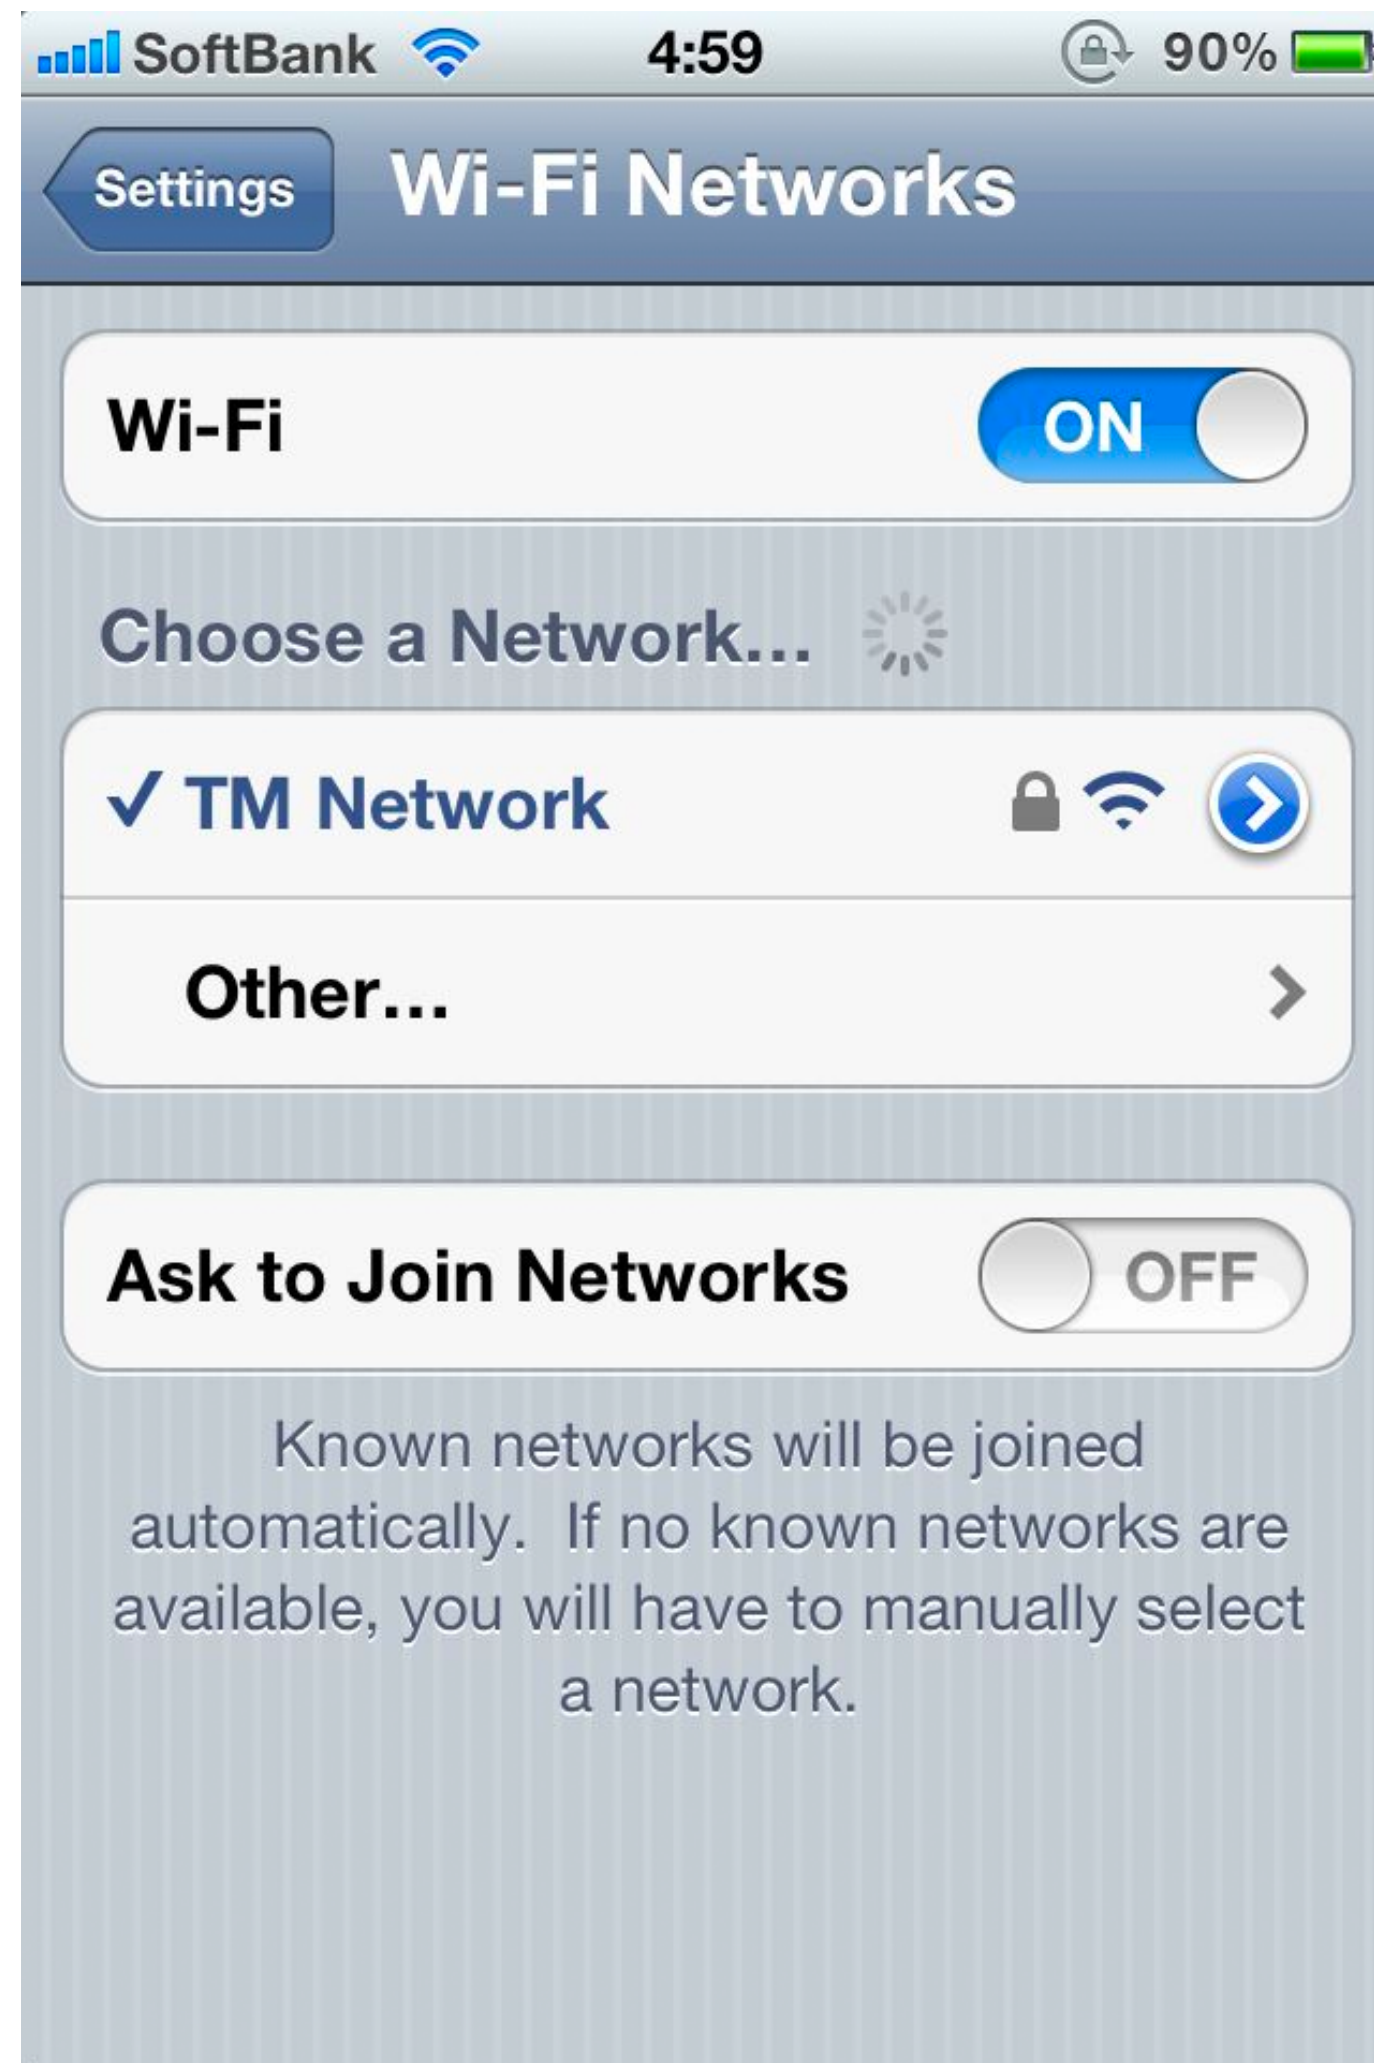 SoftBank 4:59 90%
Settings Wi-Fi Networks
Wi-Fi ON
Choose a Network...
TM Network
Other...
Ask to Join Networks OFF
Known networks will be joined
automatically.  If no known networks are
available, you will have to manually select
a network.